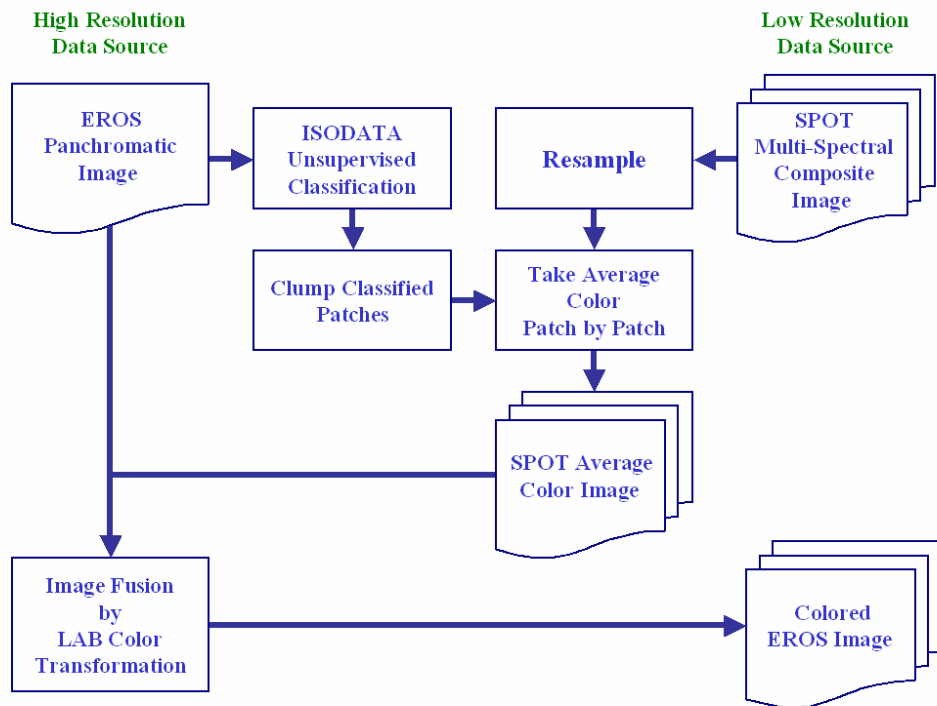 High Resolution
Data Source
Low Resolution
Data Source
EROS
Panchromatic
Image
ISODATA
Unsupervised
Classification
Resample
SPOT
Multi-Spectral
Composite
Image
Clump Classified
Patches
Take Average
Color
Patch by Patch
SPOT Average
Color Image
Image Fusion
by
LAB Color
Transformation
Colored
EROS Image